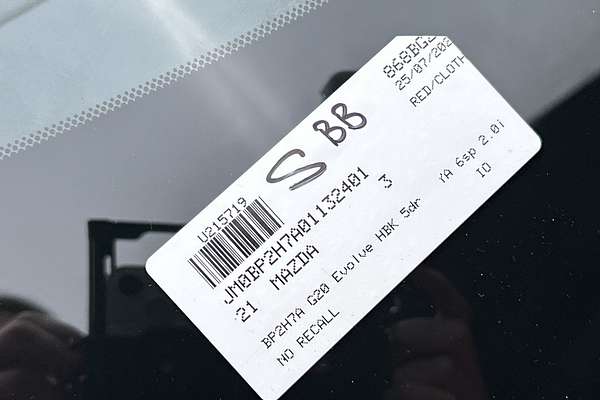 868BG2
25/07/202
RED/CLOTH
S BB
U215719
JM0BP2H7A01132401
3
21 MAZDA
BP2H7A G20 Evolve HBK 5dr YA 6sp 2.0i
NO RECALL
IO